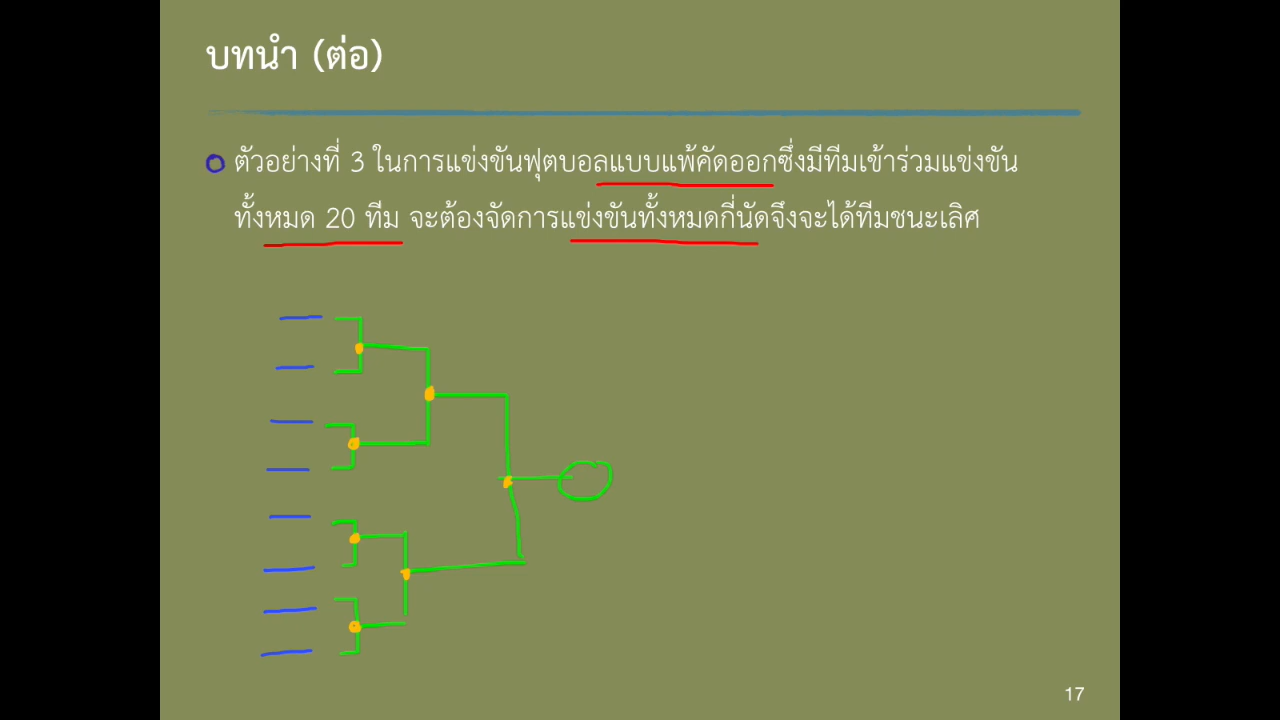 บทนำ (ต่อ)
ตัวอย่างที่ 3 ในการแข่งขันฟุตบอลแบบแพ้คัดออกซึ่งมีทีมเข้าร่วมแข่งขัน
ทั้งหมด 20 ทีม จะต้องจัดการแข่งขันทั้งหมดกี่นัดจึงจะได้ทีมชนะเลิศ
17